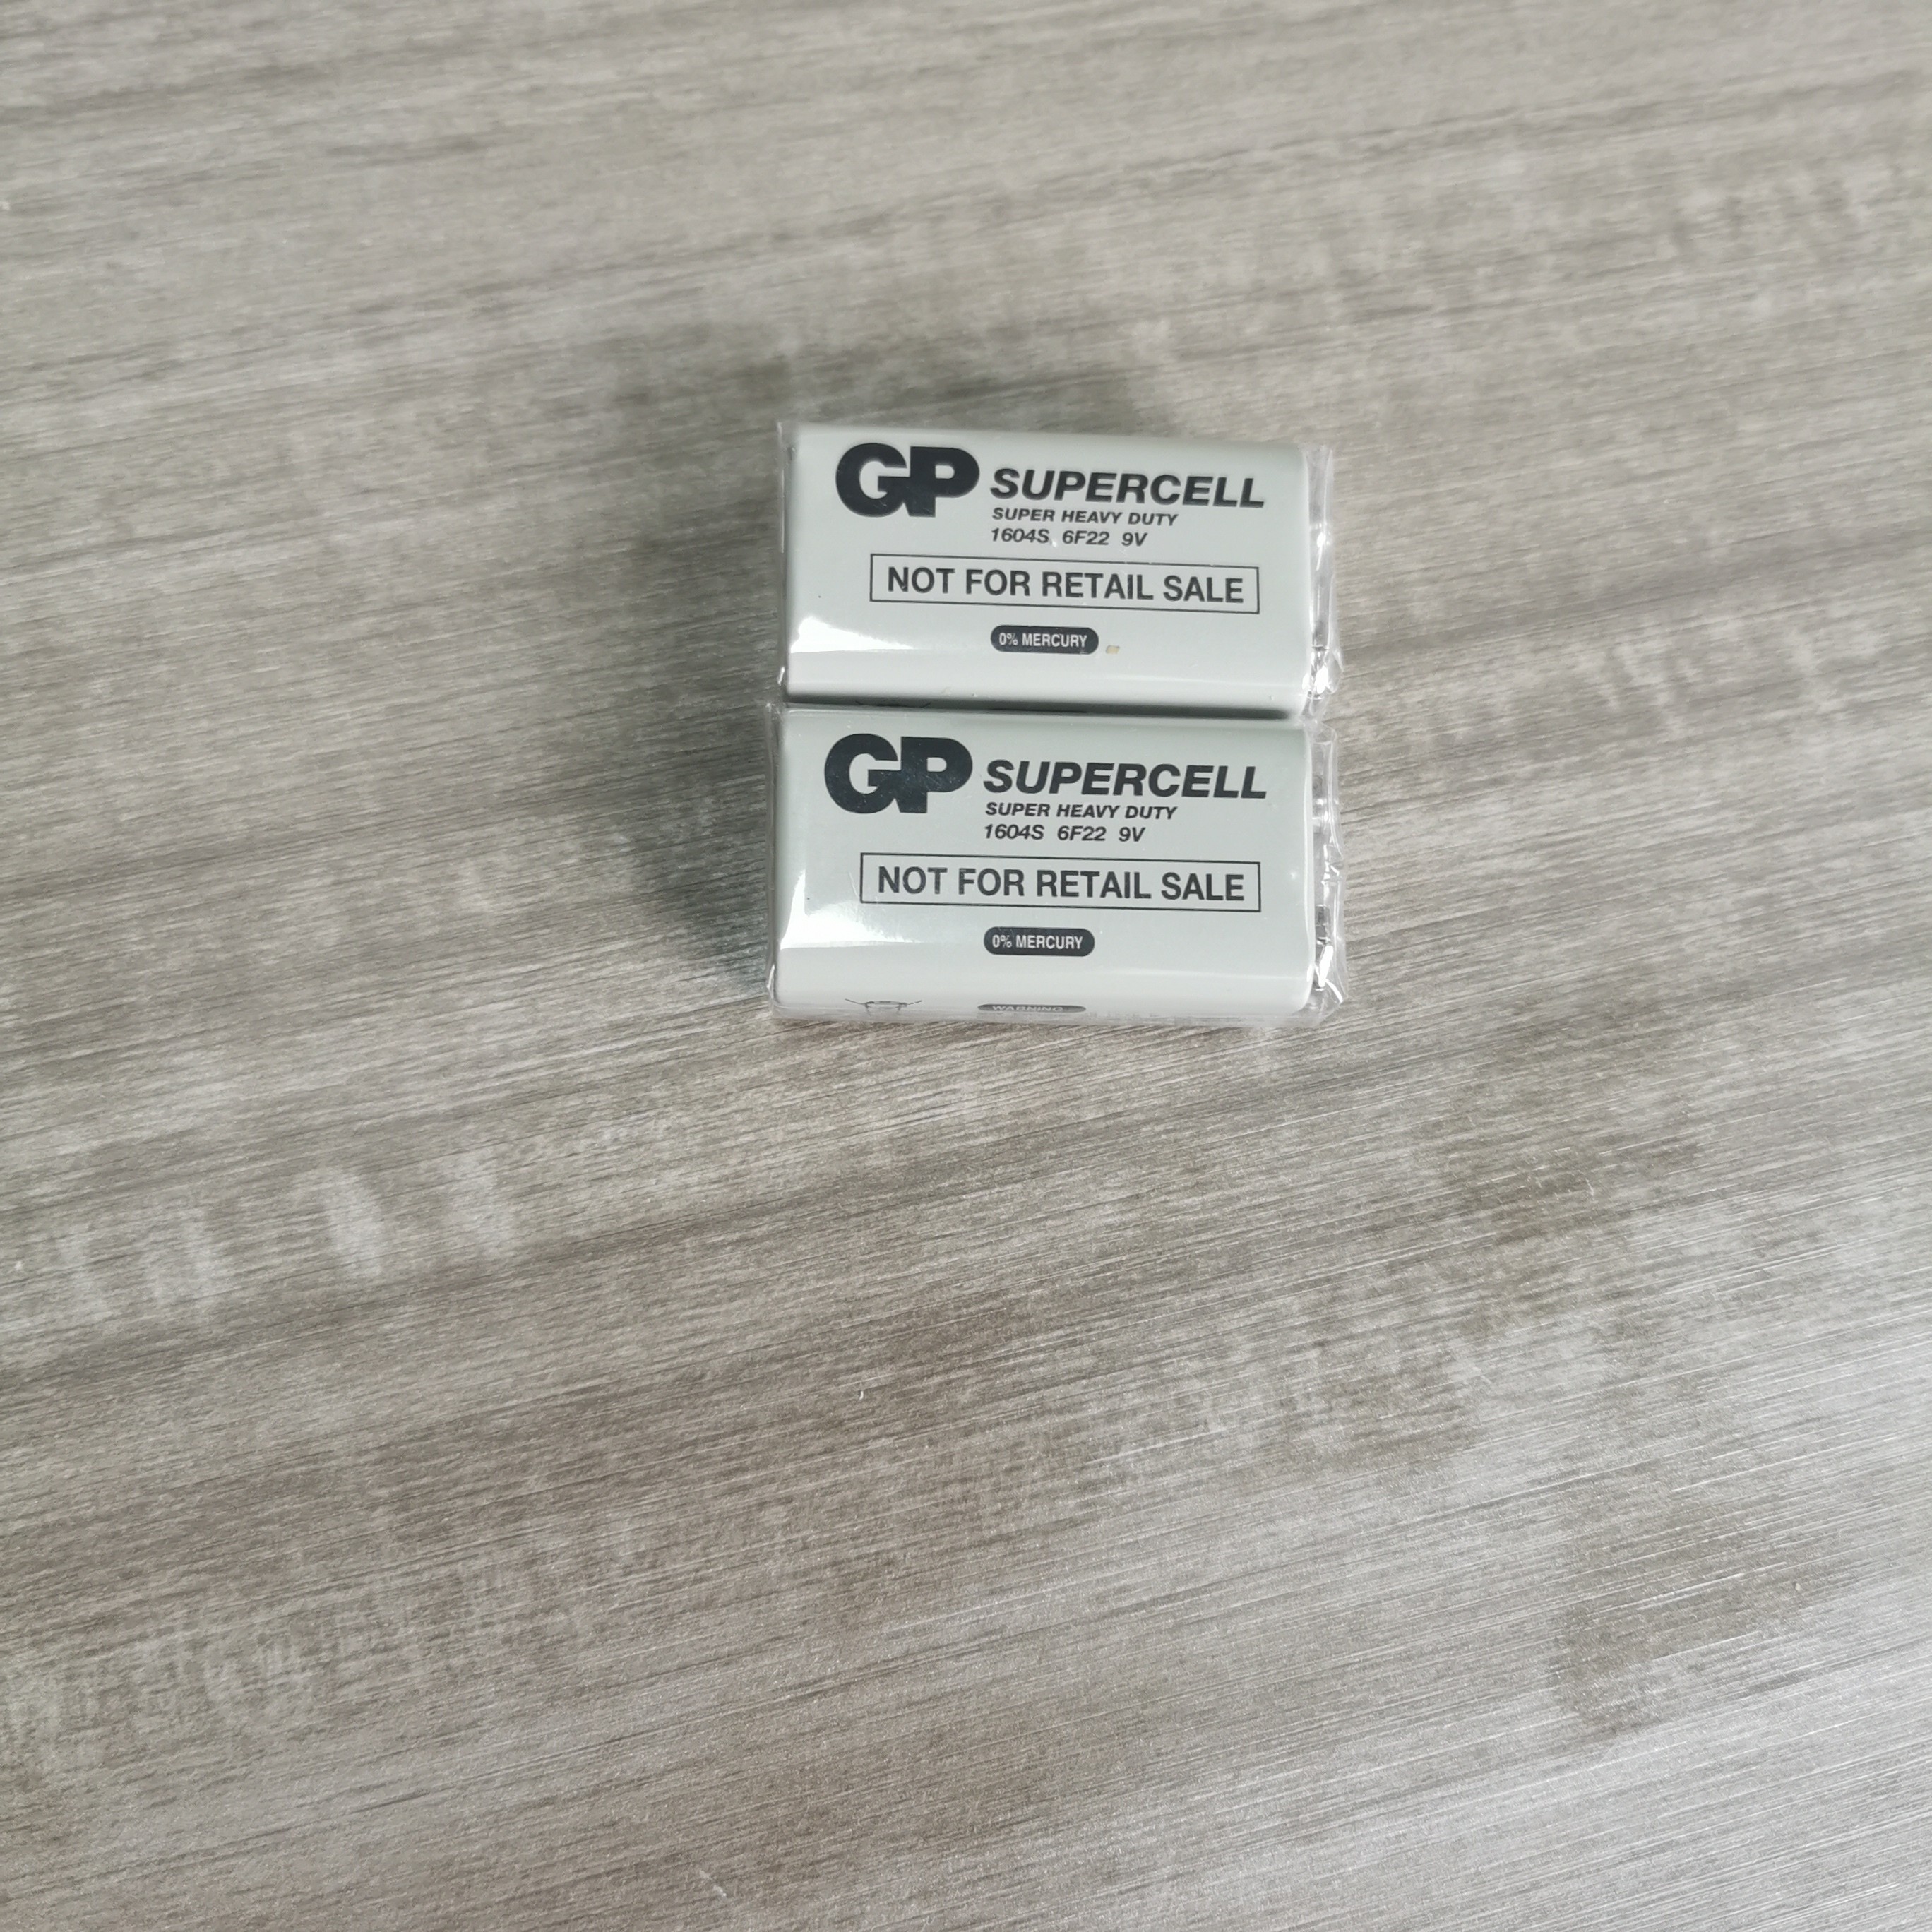 GP SUPERCELL
SUPER HEAVY DUTY
1604S 6F22 9V
NOT FOR RETAIL SALE
0% MERCURY
GP SUPERCELL
SUPER HEAVY DUTY
1604S 6F22 9V
NOT FOR RETAIL SALE
0% MERCURY
WARNING